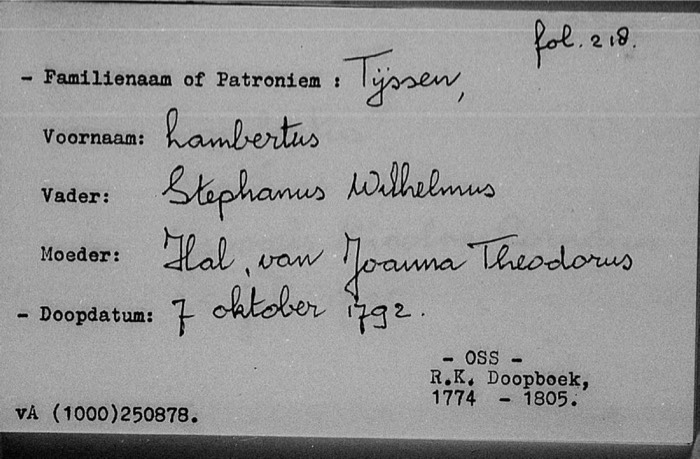 fol. 218.
- Familienaam of Patroniem : Tijssen,
Voornaam: Lambertus
Vader: Stephanus Wilhelmus
Moeder: Hal, van Joanna Theodorus
- Doopdatum: 7 oktober 1792.
- OSS -
R.K. Doopboek,
1774 - 1805.
vA (1000)250878.